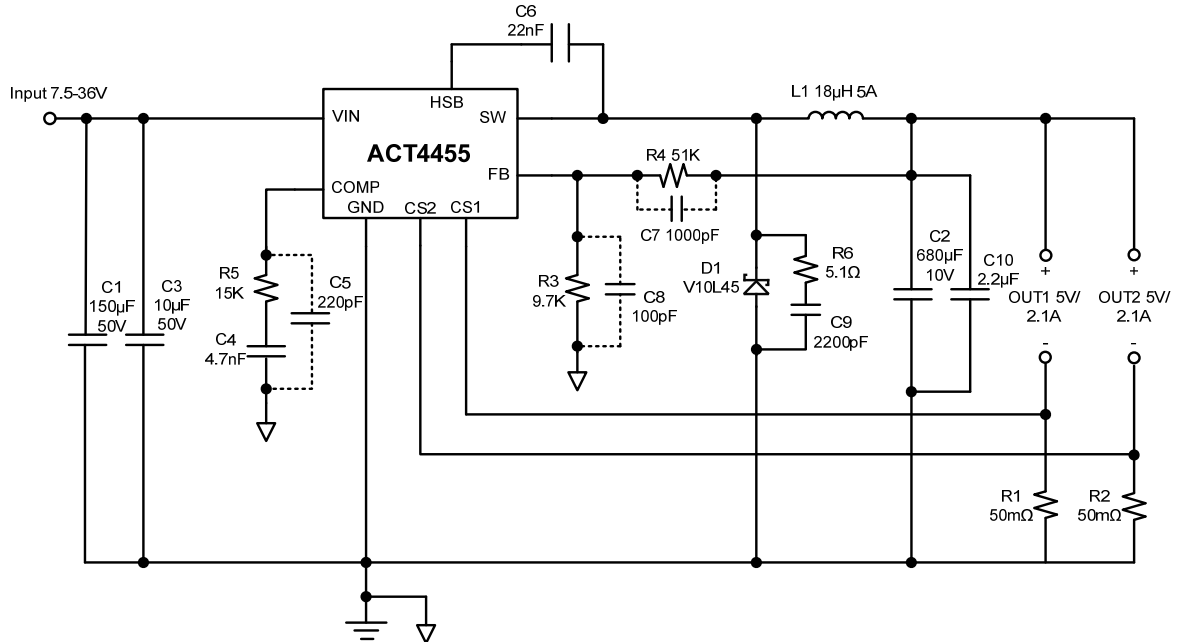 C6
22nF
Input 7.5-36V
L1 18µH 5A
HSB
VIN
SW
ACT4455
R4 51K
FB
COMP
GND
CS2
CS1
C7 1000pF
C1
150µF
50V
C3
10µF
50V
R5
15K
C5
220pF
C4
4.7nF
R3
9.7K
C8
100pF
D1
V10L45
R6
5.1Ω
C9
2200pF
C2
680µF
10V
C10
2.2µF
+
OUT1 5V/
2.1A
-
+
OUT2 5V/
2.1A
-
R1
50mΩ
R2
50mΩ